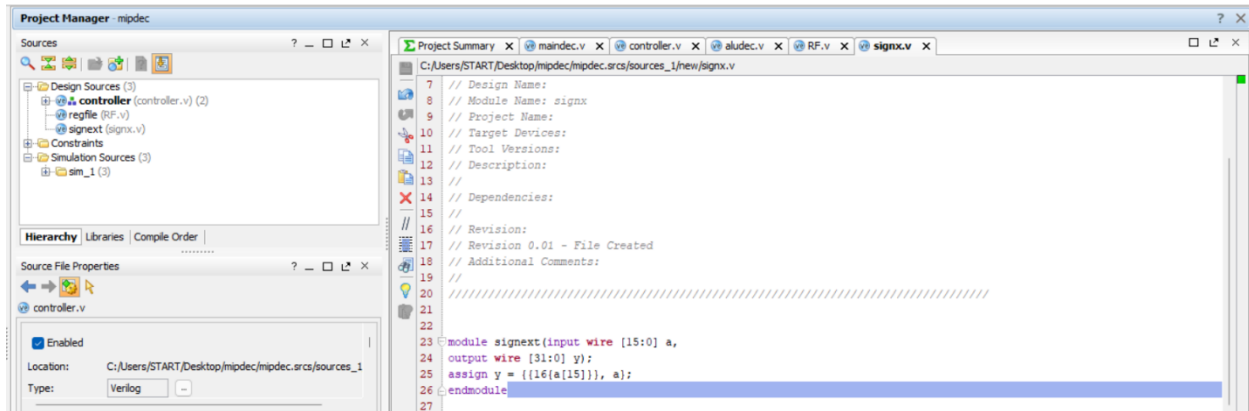 Project Manager - mipdec
Sources
Design Sources (3)
controller (controller.v) (2)
regfile (RF.v)
signext (signx.v)
Constraints
Simulation Sources (3)
sim_1 (3)
Hierarchy Libraries Compile Order
Source File Properties
controller.v
Enabled
Location: C:/Users/START/Desktop/mipdec/mipdec.srcs/sources_1
Type: Verilog
Project Summary maindec.v controller.v aludec.v RF.v signx.v
C:/Users/START/Desktop/mipdec/mipdec.srcs/sources_1/new/signx.v
7 // Design Name:
8 // Module Name: signx
9 // Project Name:
10 // Target Devices:
11 // Tool Versions:
12 // Description:
13 //
14 // Dependencies:
15 //
16 // Revision:
17 // Revision 0.01 - File Created
18 // Additional Comments:
19 //
20 //////////////////////////////////////////////////////////////////////////////////
21
22
23 module signext(input wire [15:0] a,
24 output wire [31:0] y);
25 assign y = {{16{a[15]}}, a};
26 endmodule
27